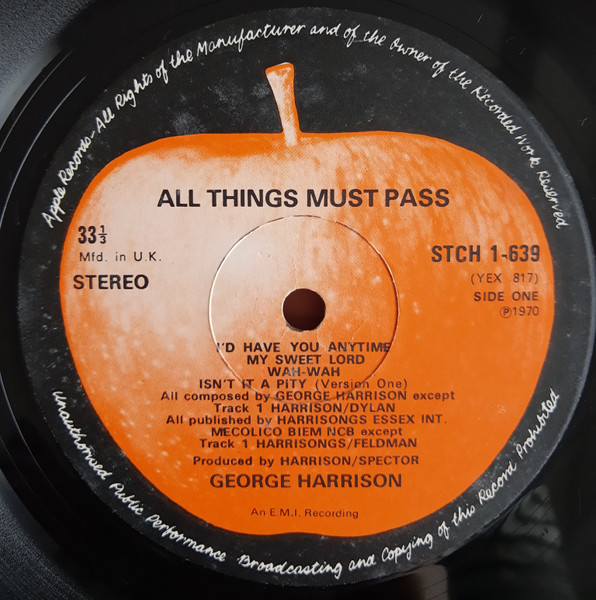 Apple Records-All Rights of the Manufacturer and of the Owner of the Recorded Work Reserved
ALL THINGS MUST PASS
33⅓
Mfd. in U.K.
STEREO
STCH 1-639
(YEX 817)
SIDE ONE
Ⓟ1970
I'D HAVE YOU ANYTIME
MY SWEET LORD
WAH-WAH
ISN'T IT A PITY (Version One)
All composed by GEORGE HARRISON except
Track 1 HARRISON/DYLAN
All published by HARRISONGS ESSEX INT.
MECOLICO BIEM NCB except
Track 1 HARRISONGS/FELDMAN
Produced by HARRISON/SPECTOR
GEORGE HARRISON
An E.M.I. Recording
Unauthorised Public Performance Broadcasting and Copying of this Record Prohibited